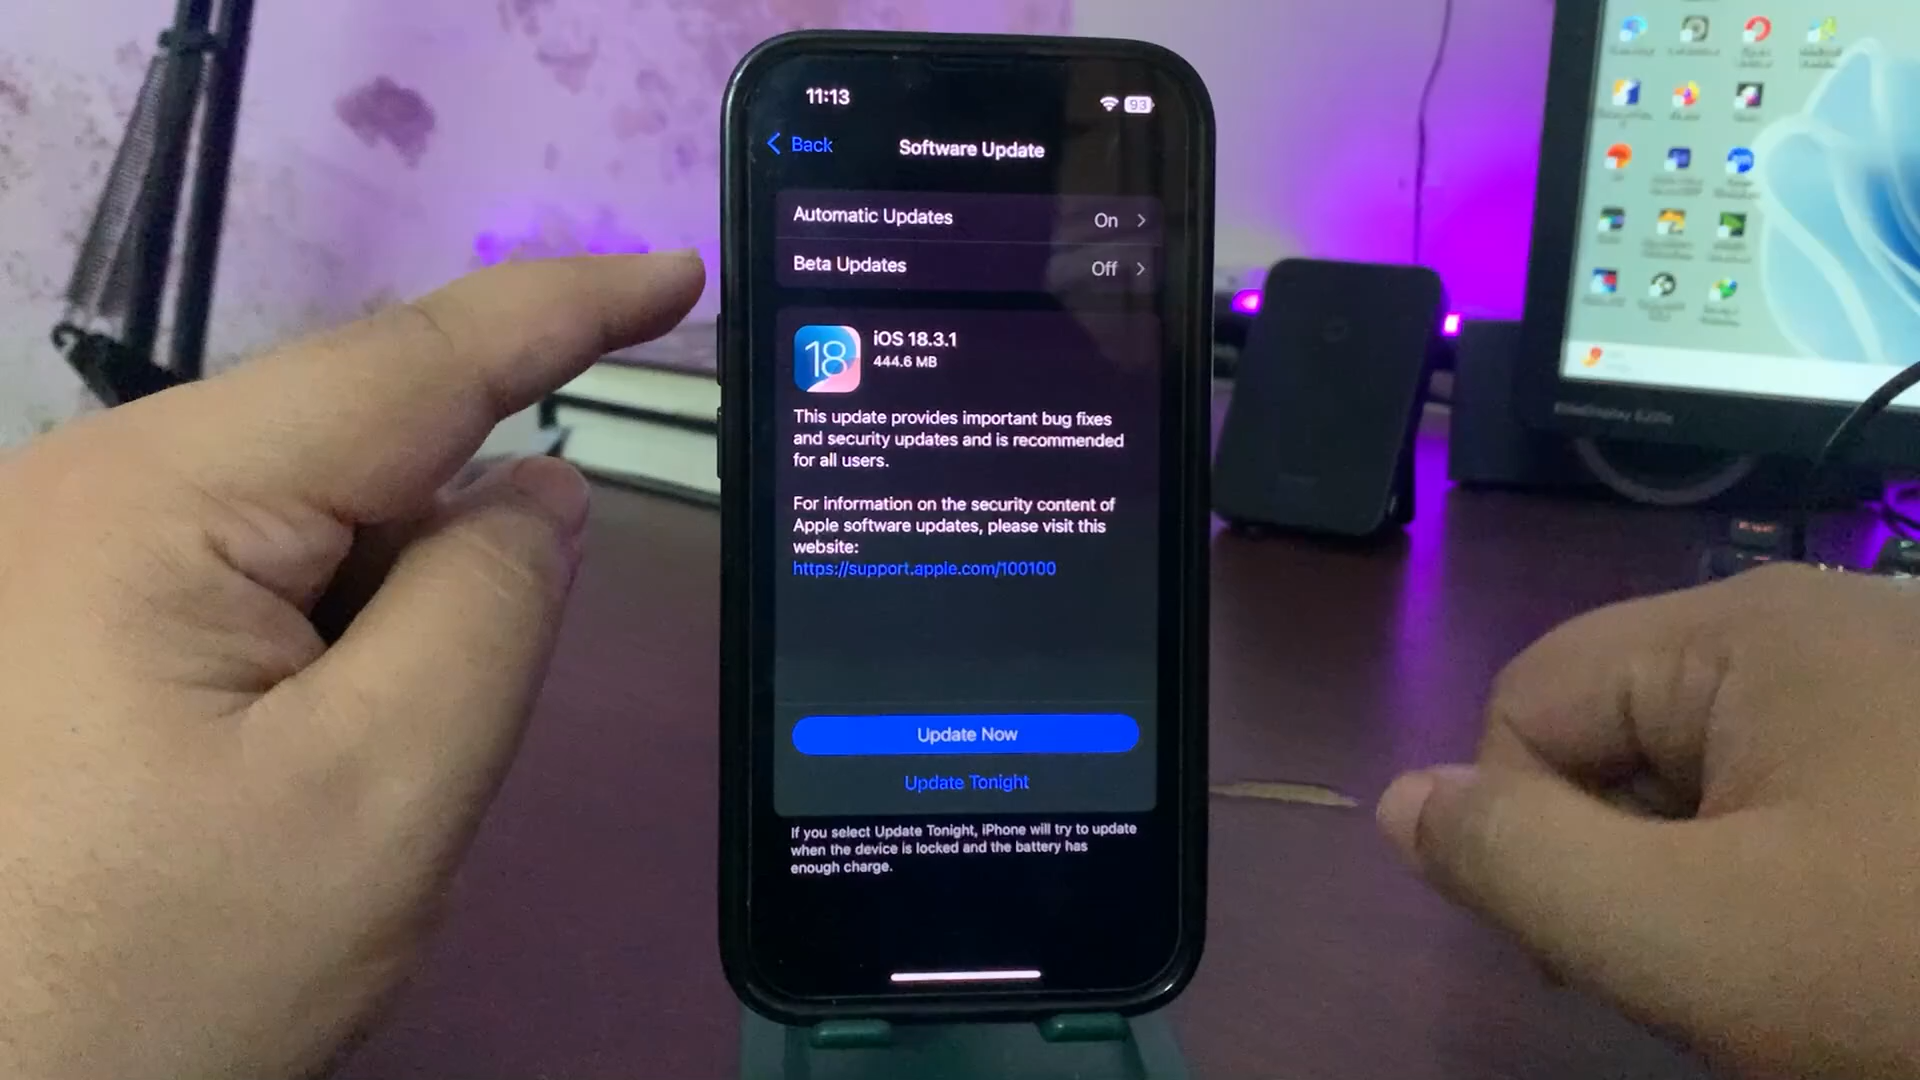 11:13
93
Back
Software Update
Automatic Updates
On
Beta Updates
Off
18
iOS 18.3.1
444.6 MB
This update provides important bug fixes
and security updates and is recommended
for all users.
For information on the security content of
Apple software updates, please visit this
website:
https://support.apple.com/100100
Update Now
Update Tonight
If you select Update Tonight, iPhone will try to update
when the device is locked and the battery has
enough charge.